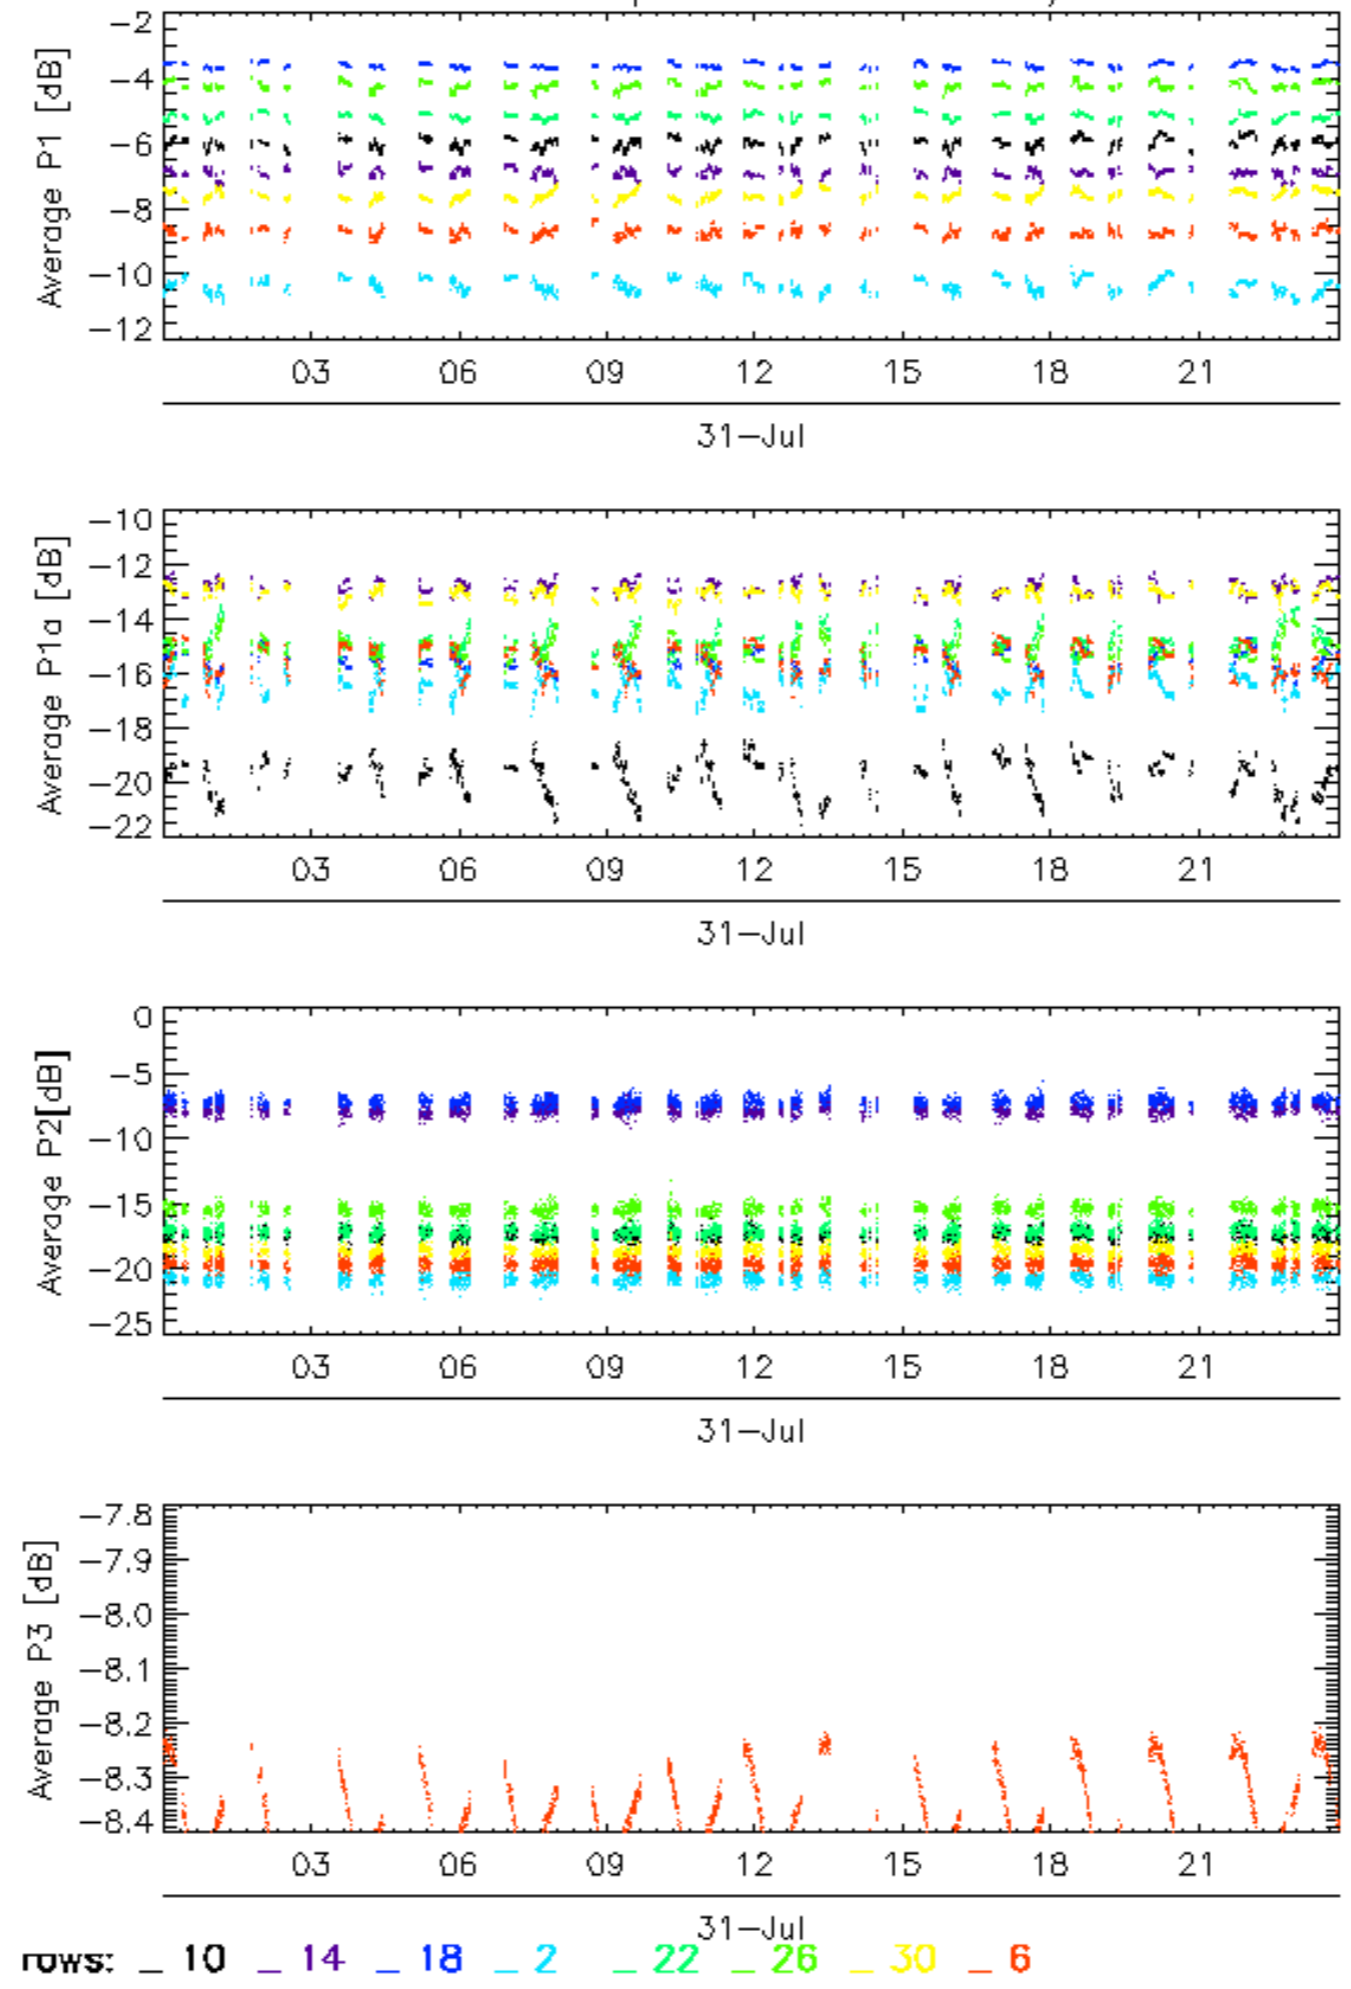 Average P1 [dB]
−2
−4
−6
−8
−10
−12
03 06 09 12 15 18 21
31−Jul
Average P1a [dB]
−10
−12
−14
−16
−18
−20
−22
03 06 09 12 15 18 21
31−Jul
Average P2[dB]
0
−5
−10
−15
−20
−25
03 06 09 12 15 18 21
31−Jul
Average P3 [dB]
−7.8
−7.9
−8.0
−8.1
−8.2
−8.3
−8.4
03 06 09 12 15 18 21
31−Jul
rows: _ 10 _ 14 _ 18 _ 2 _ 22 _ 26 _ 30 _ 6